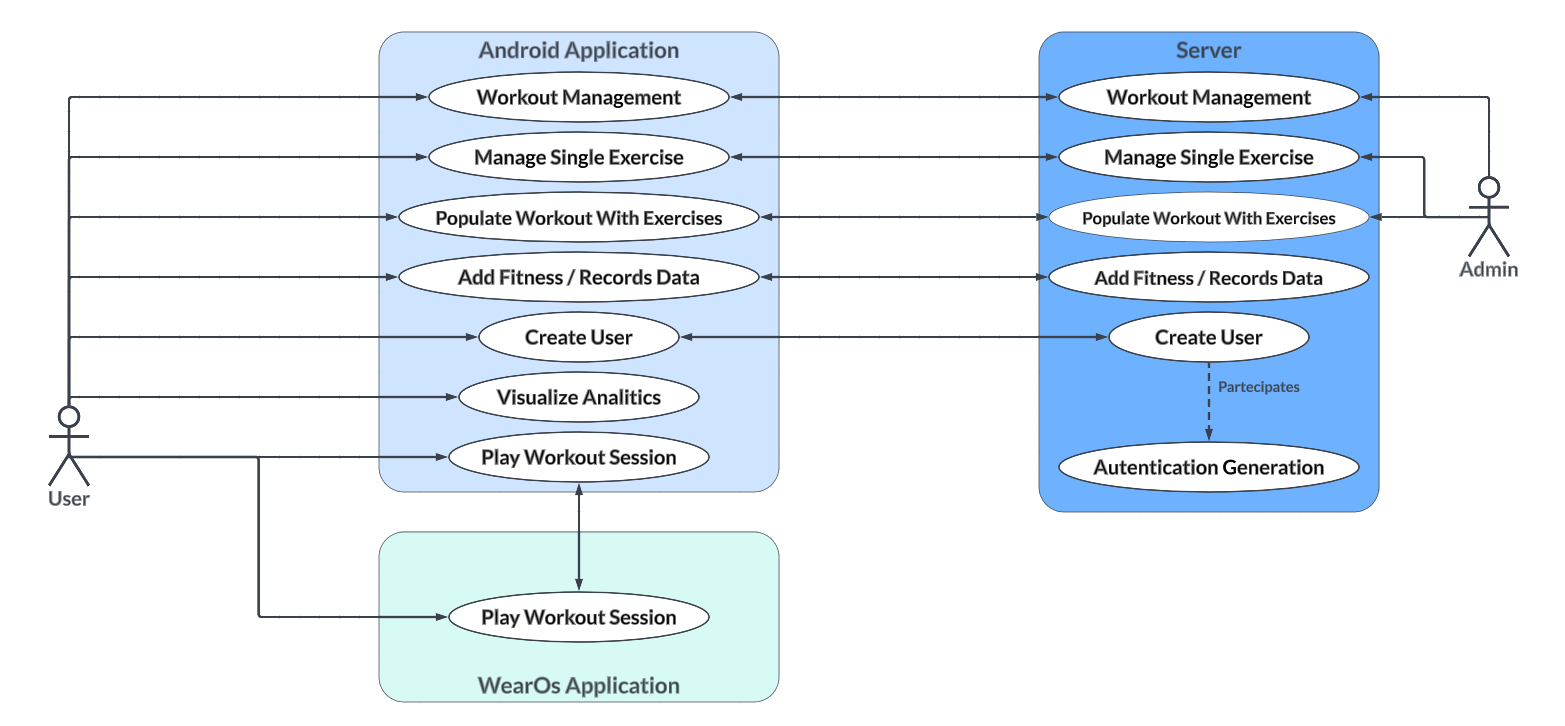 Android Application
Workout Management
Manage Single Exercise
Populate Workout With Exercises
Add Fitness / Records Data
Create User
Visualize Analitics
Play Workout Session
User
Play Workout Session
WearOs Application
Server
Workout Management
Manage Single Exercise
Populate Workout With Exercises
Add Fitness / Records Data
Create User
Partecipates
Autentication Generation
Admin